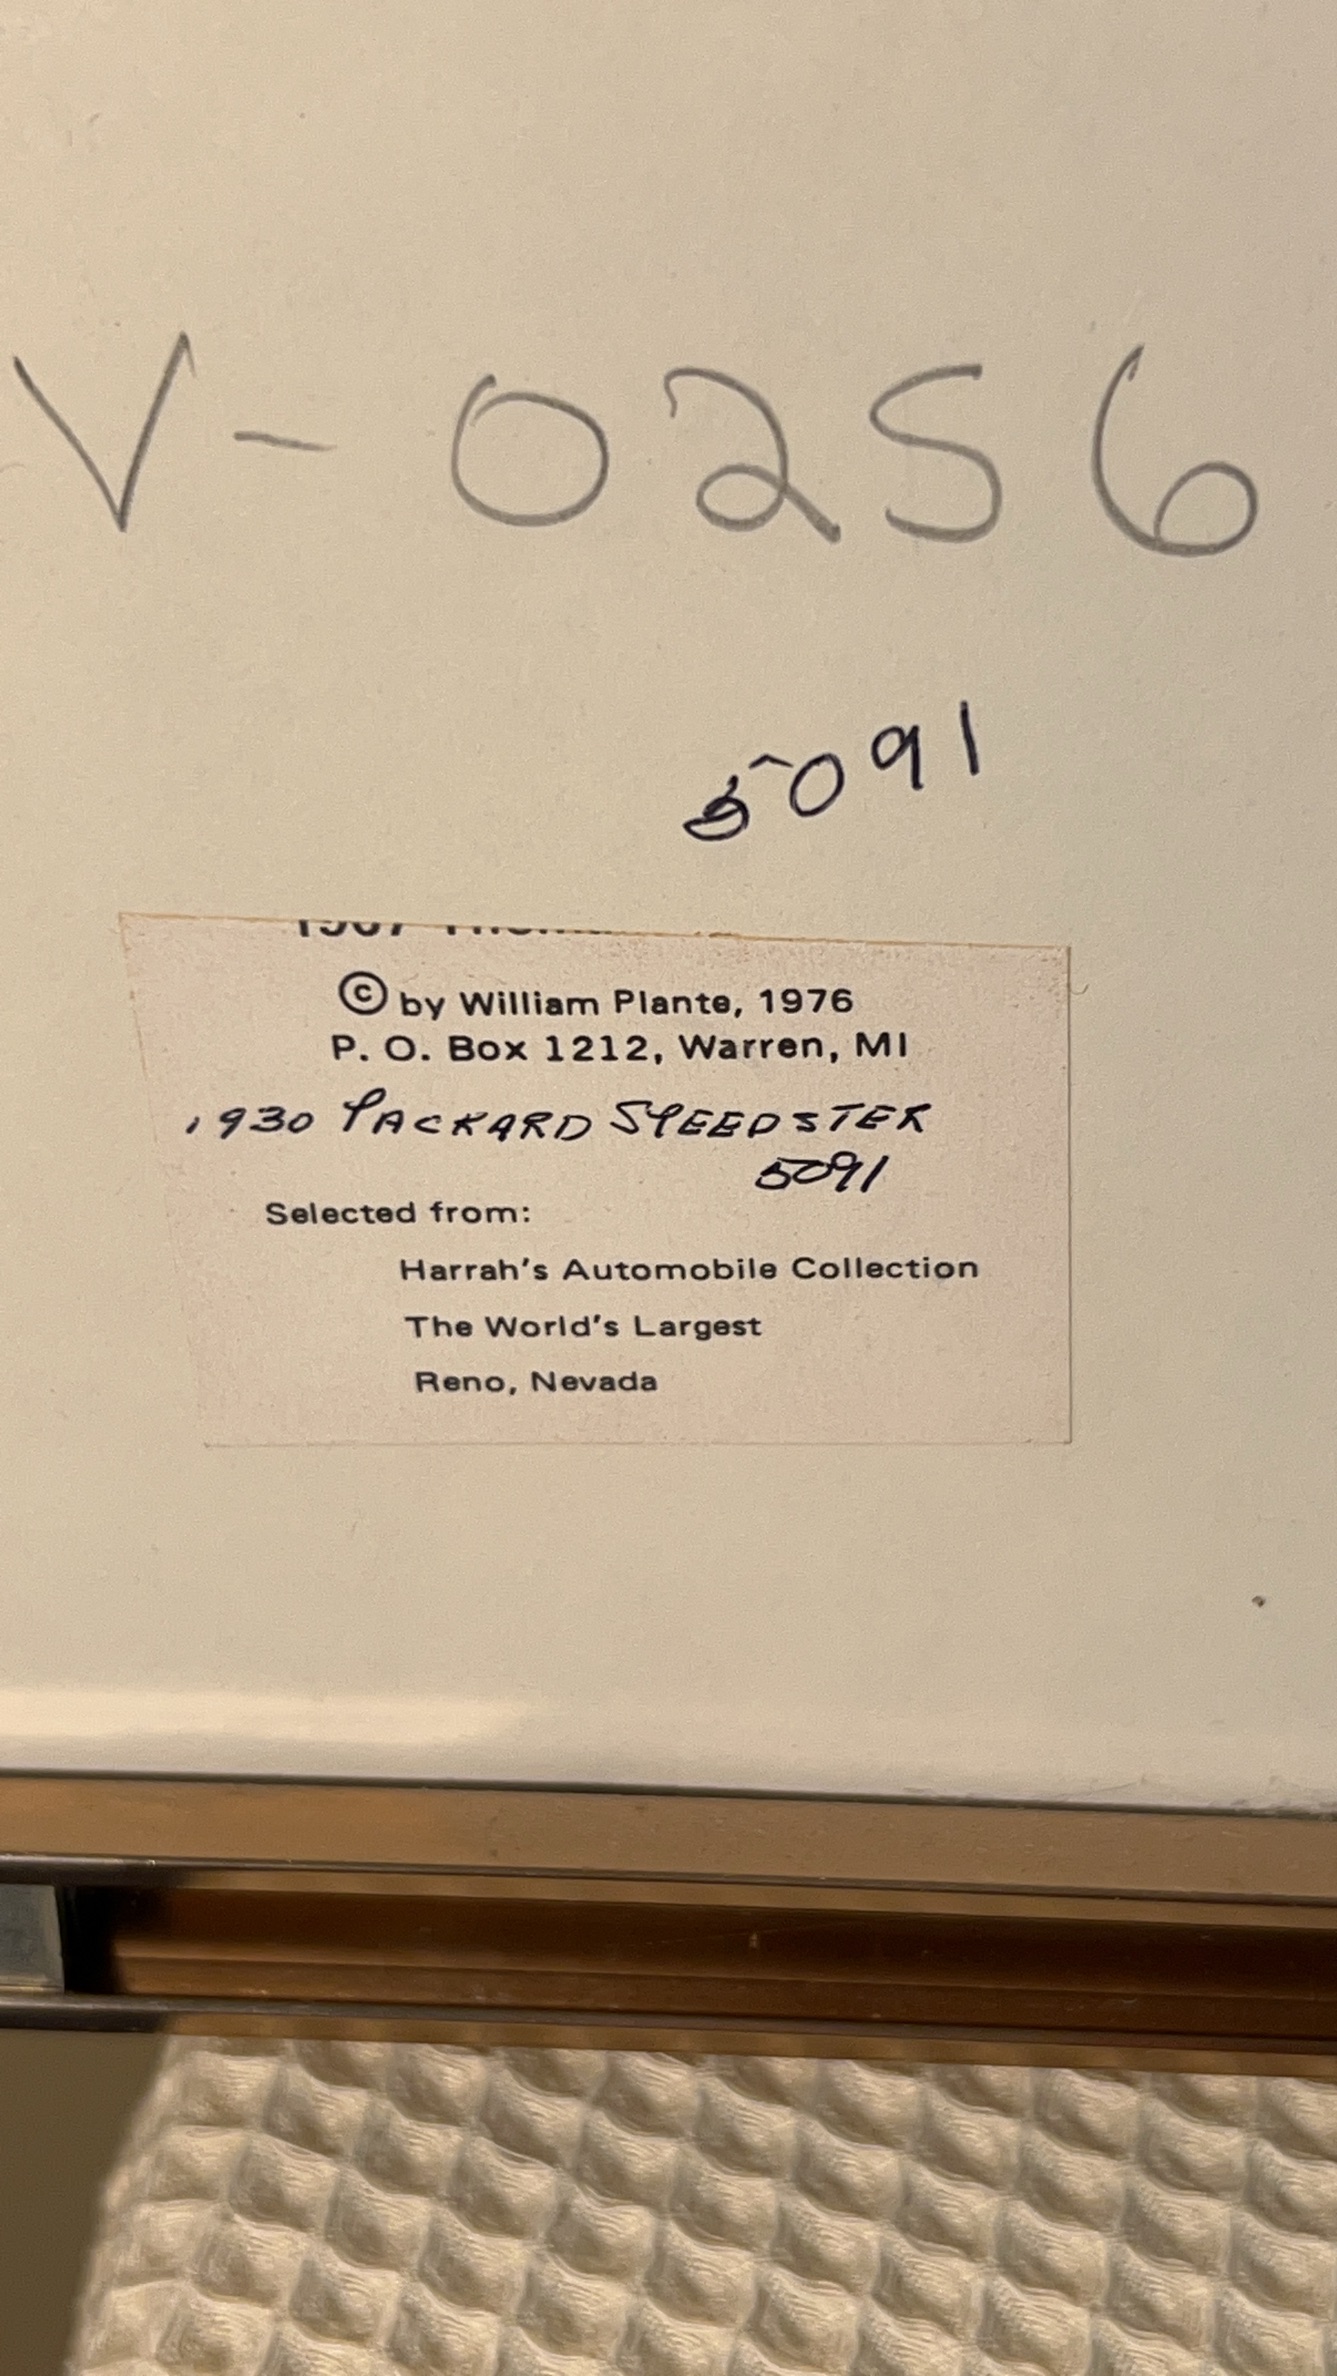 V-0256
5091
© by William Plante, 1976
P. O. Box 1212, Warren, MI
1930 PACKARD SPEEDSTER
5091
Selected from:
Harrah's Automobile Collection
The World's Largest
Reno, Nevada